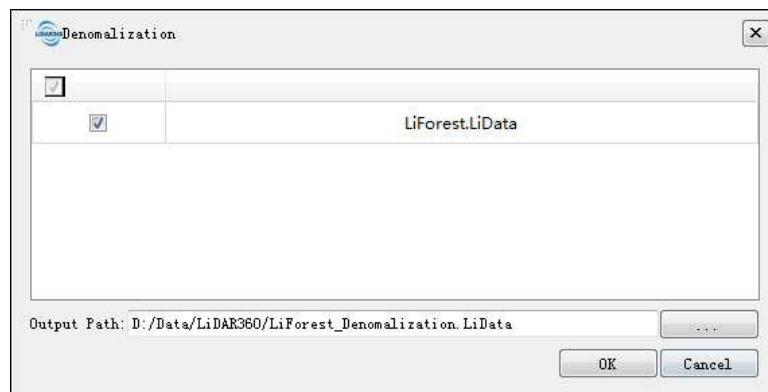 Denomalization
LiForest.LiData
Output Path: D:/Data/LiDAR360/LiForest_Denomalization.LiData ...
OK Cancel